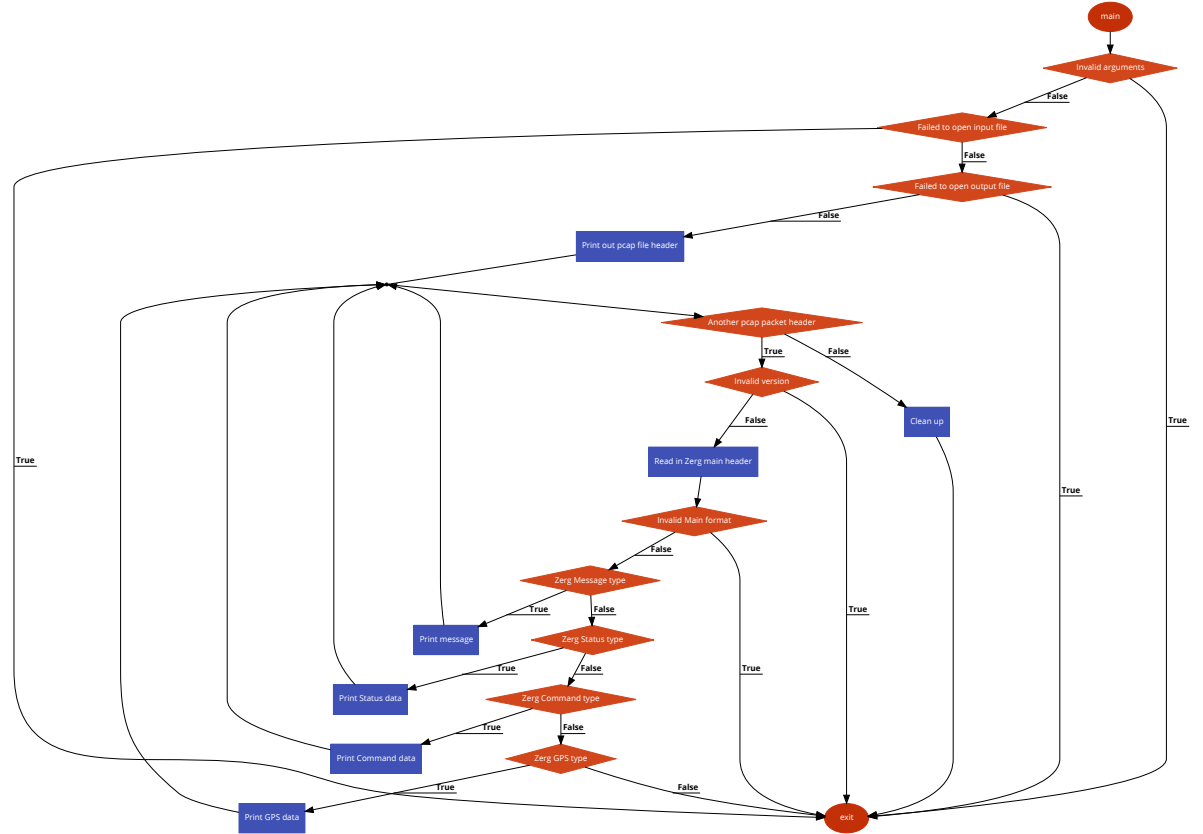 main
Invalid arguments
False
Failed to open input file
False
Failed to open output file
False
Print out pcap file header
Another pcap packet header
True
False
Invalid version
Clean up
False
True
Read in Zerg main header
True
True
Invalid Main format
False
Zerg Message type
True
False
True
Print message
Zerg Status type
True
False
True
Print Status data
Zerg Command type
True
False
Print Command data
Zerg GPS type
True
False
Print GPS data
exit